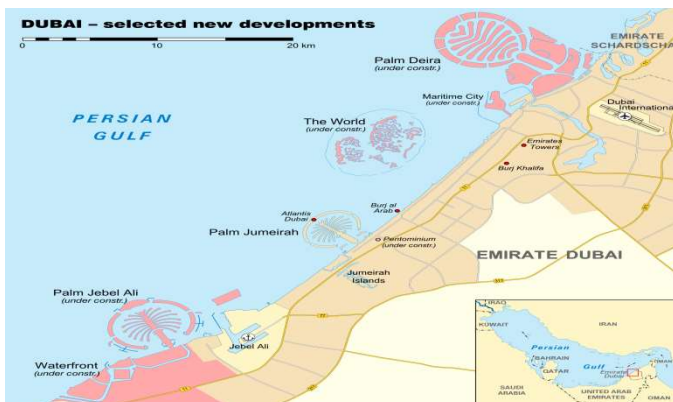 DUBAI – selected new developments
0 10 20 km
EMIRATE
SCHARDSCHA
Palm Deira
(under constr.)
Maritime City
(under constr.)
Dubai
International
PERSIAN
GULF
The World
(under constr.)
Emirates
Towers
Burj Khalifa
Atlantis
Dubai
Burj al
Arab
Palm Jumeirah
Pentominium
(under constr.)
EMIRATE DUBAI
Jumeirah
Islands
Palm Jebel Ali
(under constr.)
Jebel Ali
Waterfront
(under constr.)
IRAQ
KUWAIT
IRAN
Persian
Gulf
BAHRAIN
QATAR
Emirate
Dubai
OMAN
SAUDI
ARABIA
UNITED ARAB
EMIRATES
OMAN